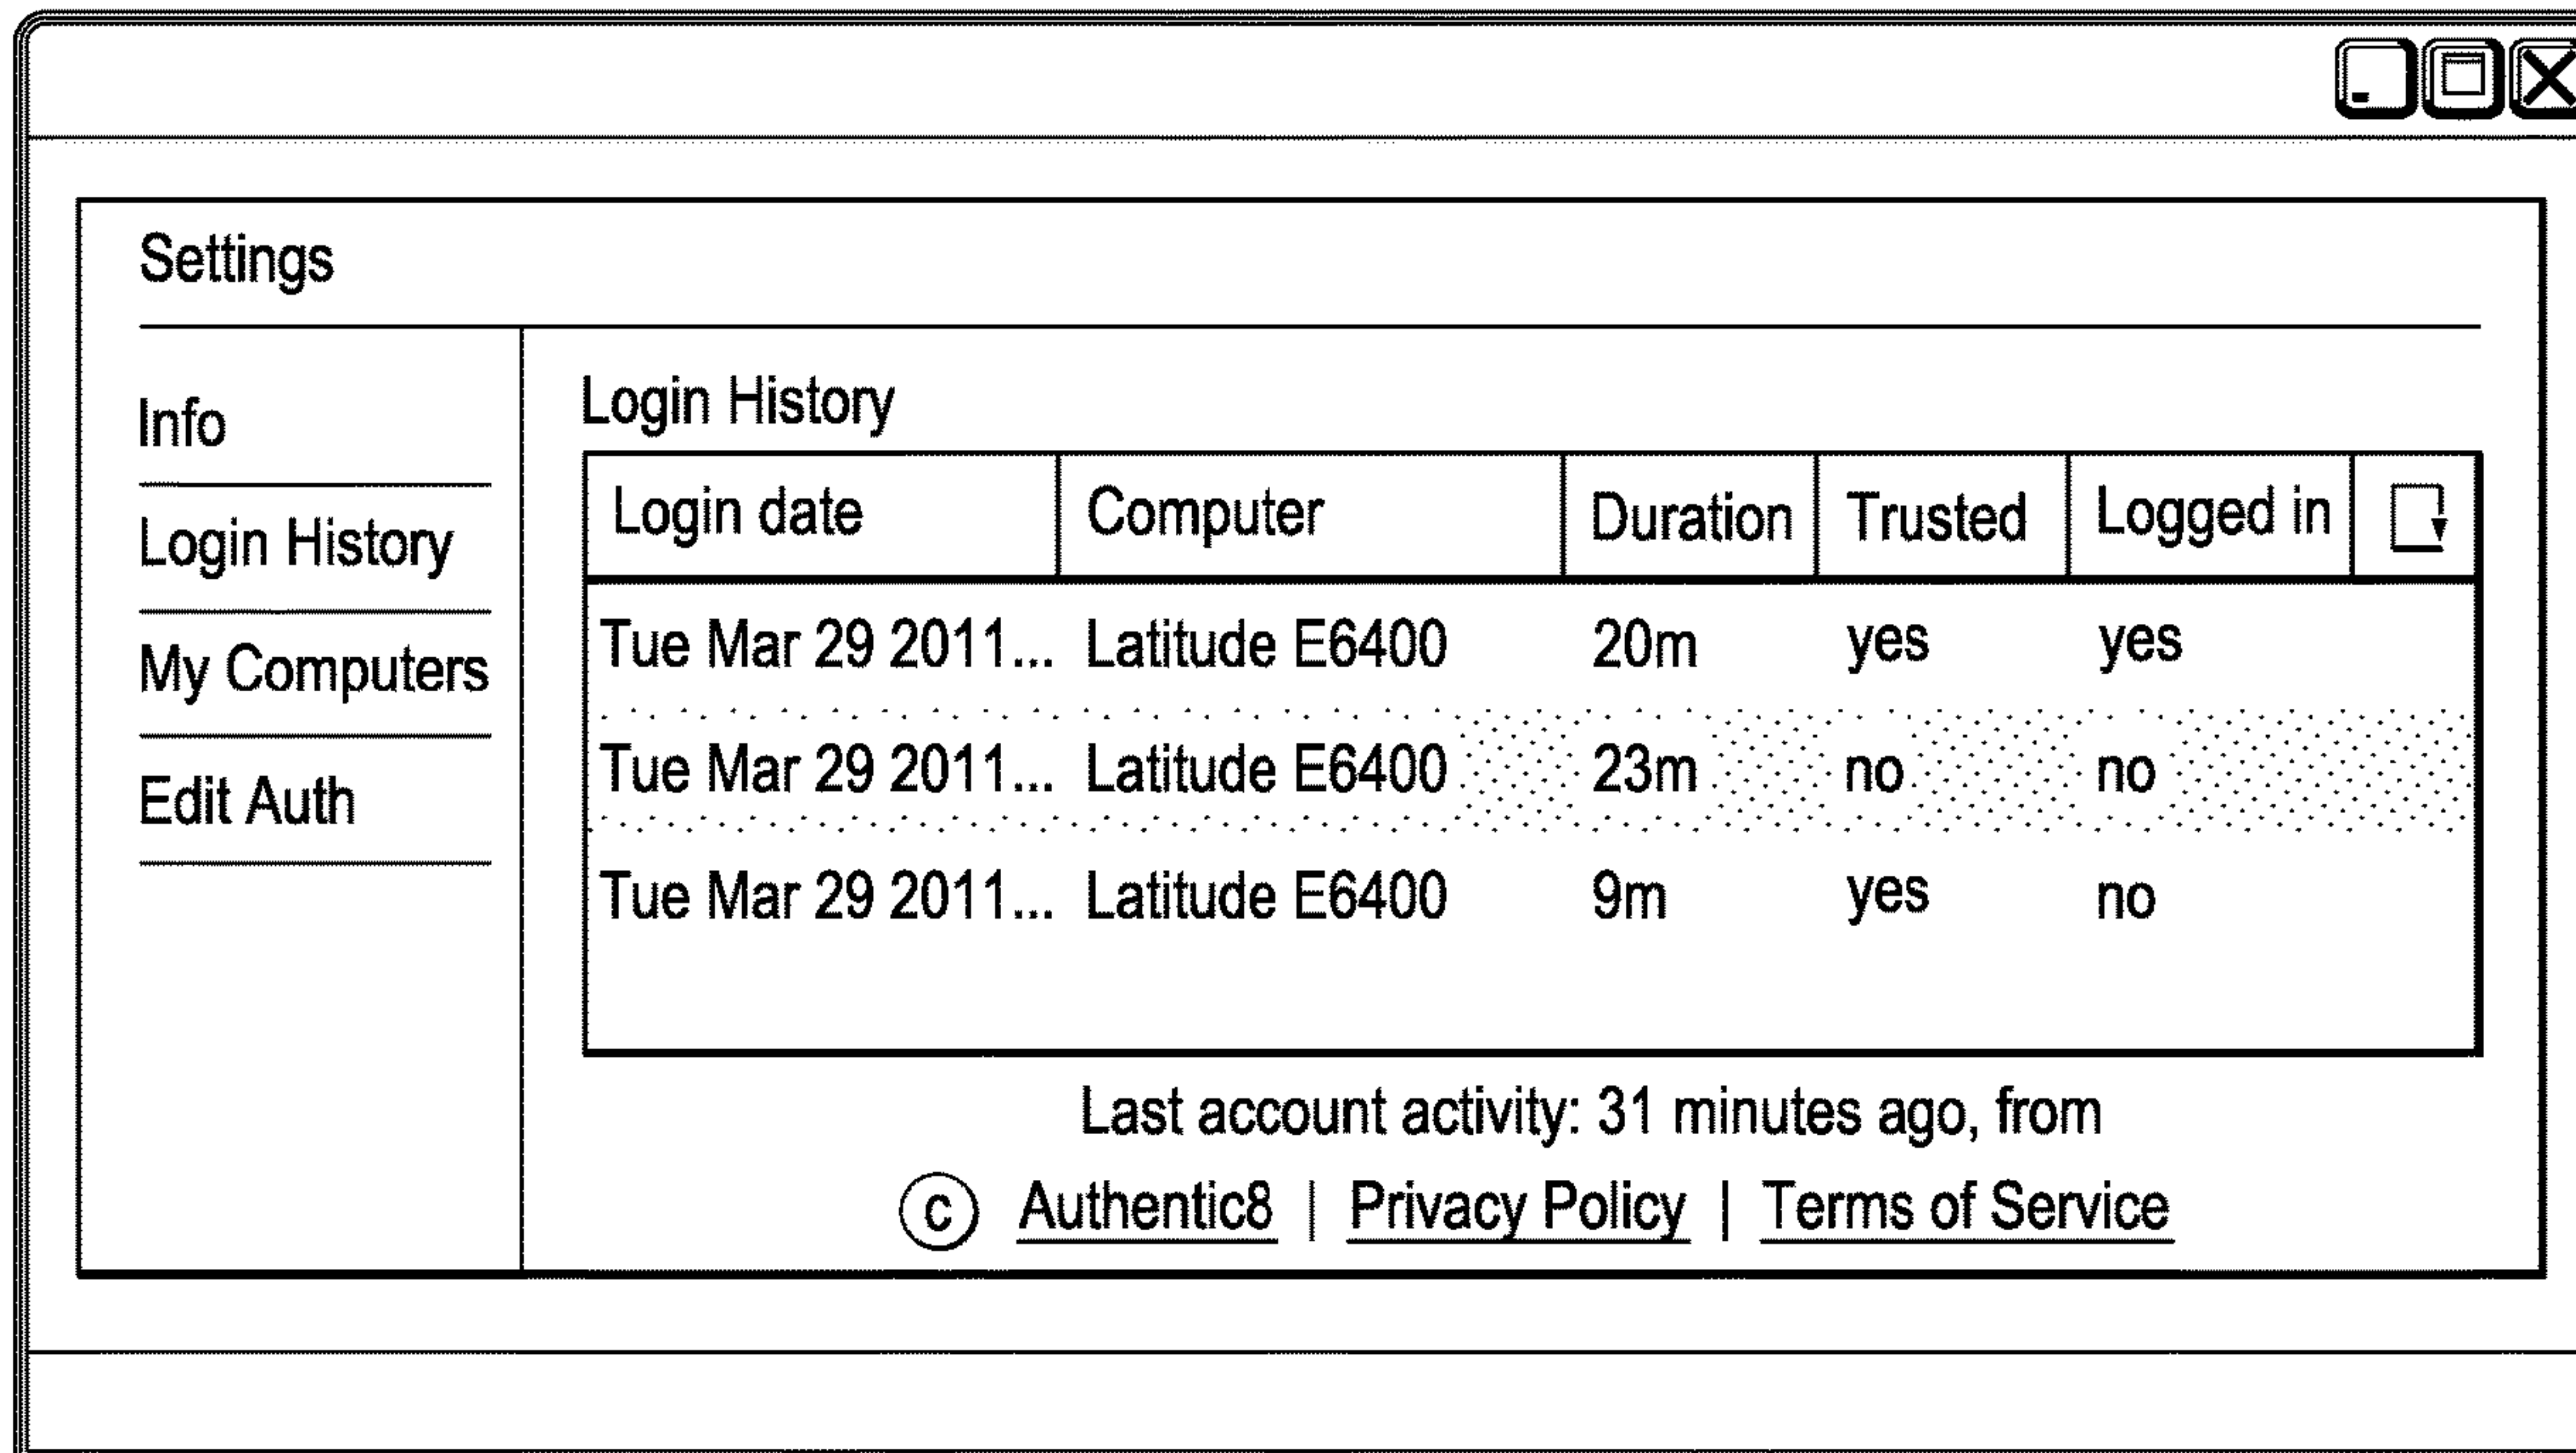 Settings
Info
Login History
My Computers
Edit Auth
Login History
Login date Computer Duration Trusted Logged in
Tue Mar 29 2011... Latitude E6400 20m yes yes
Tue Mar 29 2011... Latitude E6400 23m no no
Tue Mar 29 2011... Latitude E6400 9m yes no
Last account activity: 31 minutes ago, from
© Authentic8 | Privacy Policy | Terms of Service